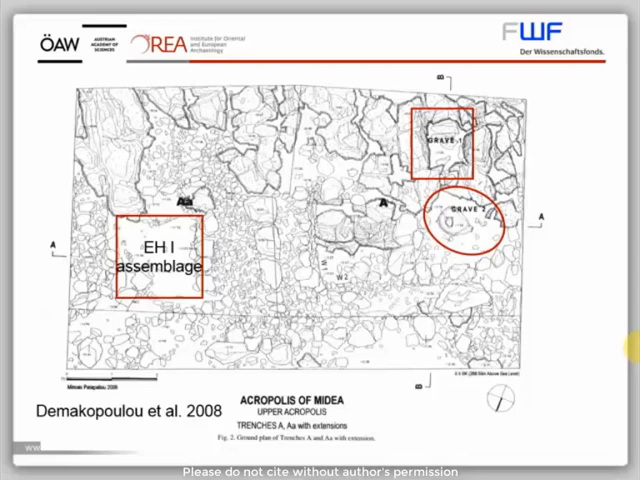 ÖAW
AUSTRIAN
ACADEMY OF
SCIENCES
OREA
Institute for Oriental
and European
Archaeology
FWF
Der Wissenschaftsfonds.
B
GRAVE 1
Aa
A
GRAVE 2
A
A
EH I
assemblage
W 2
B
Demakopoulou et al. 2008
ACROPOLIS OF MIDEA
UPPER ACROPOLIS
TRENCHES A, Aa with extensions
Fig. 2. Ground plan of Trenches A and Aa with extension.
Please do not cite without author's permission